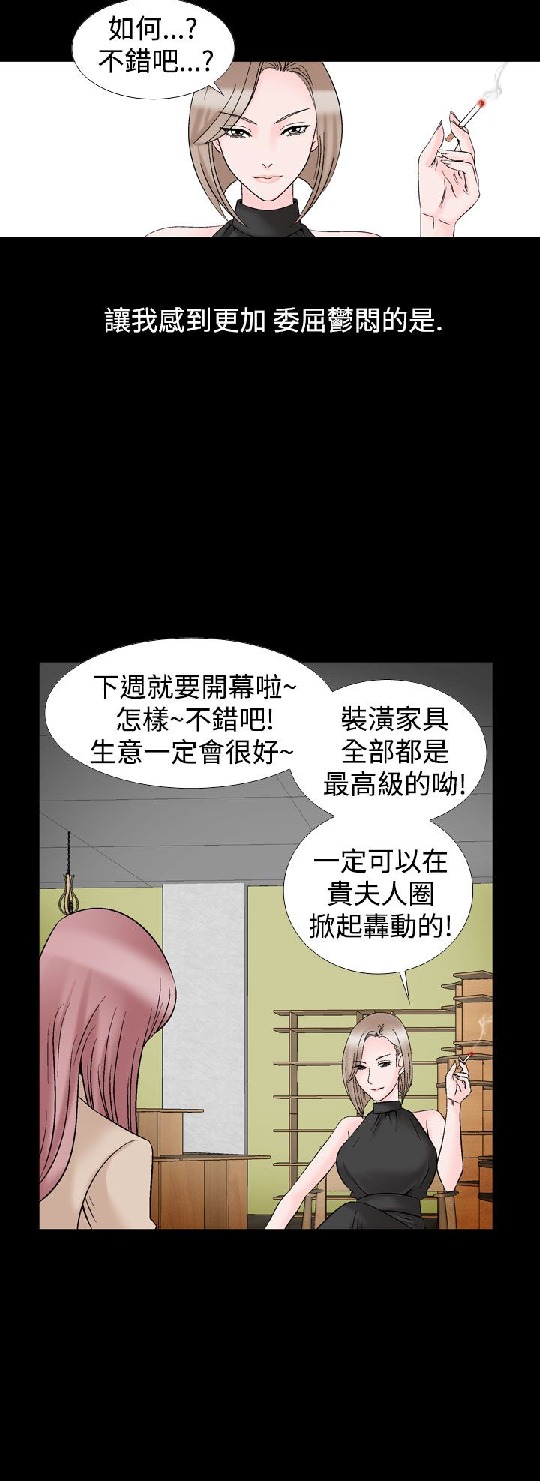 如何...?
不錯吧...?
讓我感到更加 委屈鬱悶的是.
下週就要開幕啦~
怎樣~不錯吧!
生意一定會很好~
裝潢家具
全部都是
最高級的呦!
一定可以在
貴夫人圈
掀起轟動的!